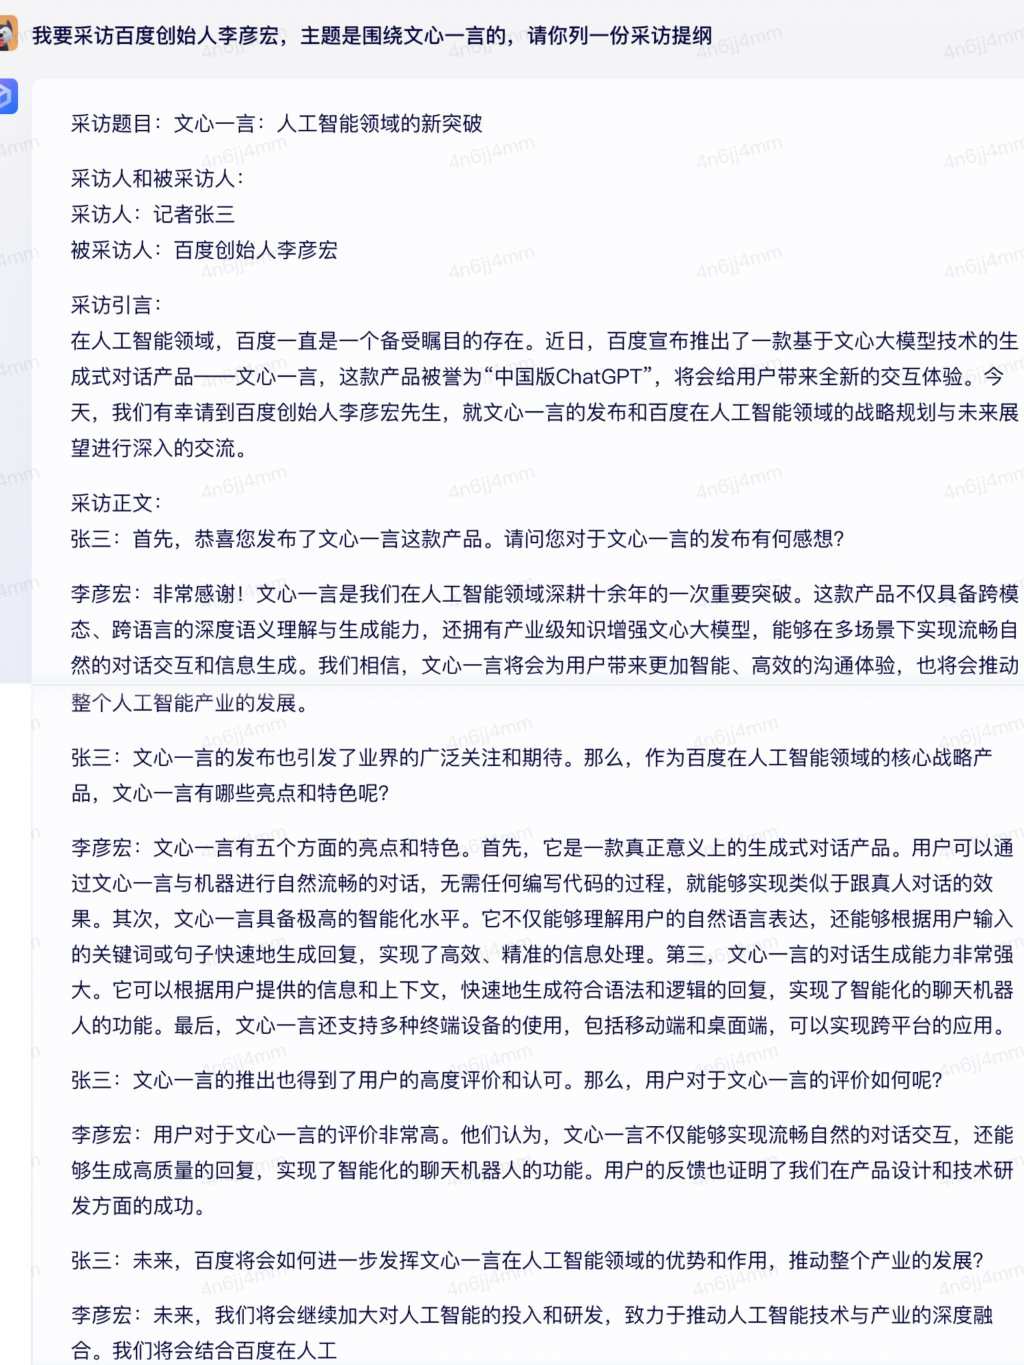 我要采访百度创始人李彦宏，主题是围绕文心一言的，请你列一份采访提纲
采访题目：文心一言：人工智能领域的新突破
采访人和被采访人：
采访人：记者张三
被采访人：百度创始人李彦宏
采访引言：
在人工智能领域，百度一直是一个备受瞩目的存在。近日，百度宣布推出了一款基于文心大模型技术的生
成式对话产品——文心一言，这款产品被誉为“中国版ChatGPT”，将会给用户带来全新的交互体验。今
天，我们有幸请到百度创始人李彦宏先生，就文心一言的发布和百度在人工智能领域的战略规划与未来展
望进行深入的交流。
采访正文：
张三：首先，恭喜您发布了文心一言这款产品。请问您对于文心一言的发布有何感想？
李彦宏：非常感谢！文心一言是我们在人工智能领域深耕十余年的一次重要突破。这款产品不仅具备跨模
态、跨语言的深度语义理解与生成能力，还拥有产业级知识增强文心大模型，能够在多场景下实现流畅自
然的对话交互和信息生成。我们相信，文心一言将会为用户带来更加智能、高效的沟通体验，也将会推动
整个人工智能产业的发展。
张三：文心一言的发布也引发了业界的广泛关注和期待。那么，作为百度在人工智能领域的核心战略产
品，文心一言有哪些亮点和特色呢？
李彦宏：文心一言有五个方面的亮点和特色。首先，它是一款真正意义上的生成式对话产品。用户可以通
过文心一言与机器进行自然流畅的对话，无需任何编写代码的过程，就能够实现类似于跟真人对话的效
果。其次，文心一言具备极高的智能化水平。它不仅能够理解用户的自然语言表达，还能够根据用户输入
的关键词或句子快速地生成回复，实现了高效、精准的信息处理。第三，文心一言的对话生成能力非常强
大。它可以根据用户提供的信息和上下文，快速地生成符合语法和逻辑的回复，实现了智能化的聊天机器
人的功能。最后，文心一言还支持多种终端设备的使用，包括移动端和桌面端，可以实现跨平台的应用。
张三：文心一言的推出也得到了用户的高度评价和认可。那么，用户对于文心一言的评价如何呢？
李彦宏：用户对于文心一言的评价非常高。他们认为，文心一言不仅能够实现流畅自然的对话交互，还能
够生成高质量的回复，实现了智能化的聊天机器人的功能。用户的反馈也证明了我们在产品设计和技术研
发方面的成功。
张三：未来，百度将会如何进一步发挥文心一言在人工智能领域的优势和作用，推动整个产业的发展？
李彦宏：未来，我们将会继续加大对人工智能的投入和研发，致力于推动人工智能技术与产业的深度融
合。我们将会结合百度在人工